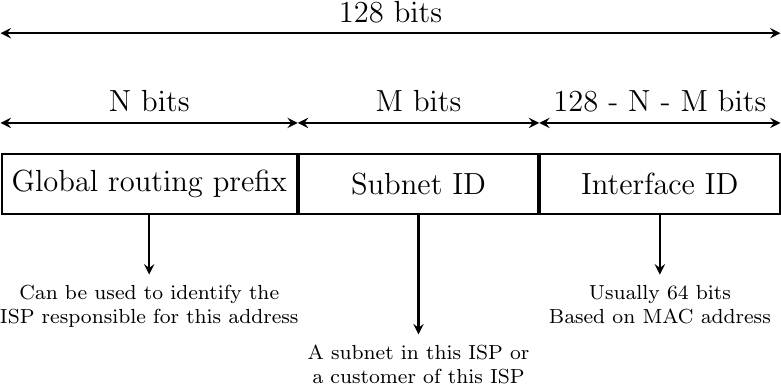 128 bits
N bits
M bits
128 - N - M bits
Global routing prefix
Subnet ID
Interface ID
Can be used to identify the
ISP responsible for this address
Usually 64 bits
Based on MAC address
A subnet in this ISP or
a customer of this ISP